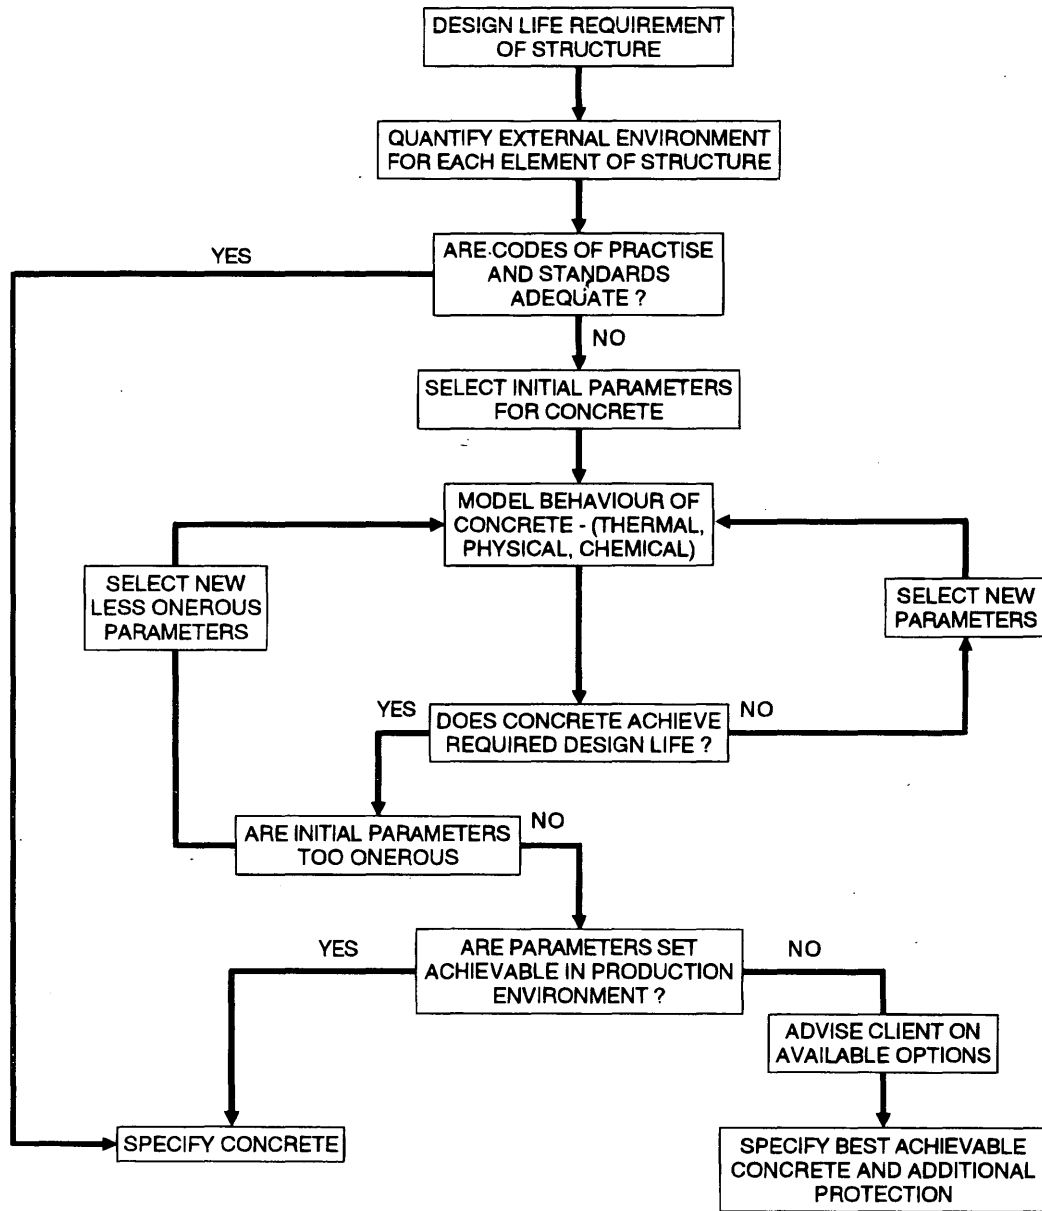 DESIGN LIFE REQUIREMENT
OF STRUCTURE
QUANTIFY EXTERNAL ENVIRONMENT
FOR EACH ELEMENT OF STRUCTURE
YES
ARE CODES OF PRACTISE
AND STANDARDS
ADEQUATE ?
NO
SELECT INITIAL PARAMETERS
FOR CONCRETE
MODEL BEHAVIOUR OF
CONCRETE - (THERMAL,
PHYSICAL, CHEMICAL)
SELECT NEW
LESS ONEROUS
PARAMETERS
SELECT NEW
PARAMETERS
YES
DOES CONCRETE ACHIEVE
REQUIRED DESIGN LIFE ?
NO
ARE INITIAL PARAMETERS
TOO ONEROUS
NO
YES
ARE PARAMETERS SET
ACHIEVABLE IN PRODUCTION
ENVIRONMENT ?
NO
ADVISE CLIENT ON
AVAILABLE OPTIONS
SPECIFY CONCRETE
SPECIFY BEST ACHIEVABLE
CONCRETE AND ADDITIONAL
PROTECTION